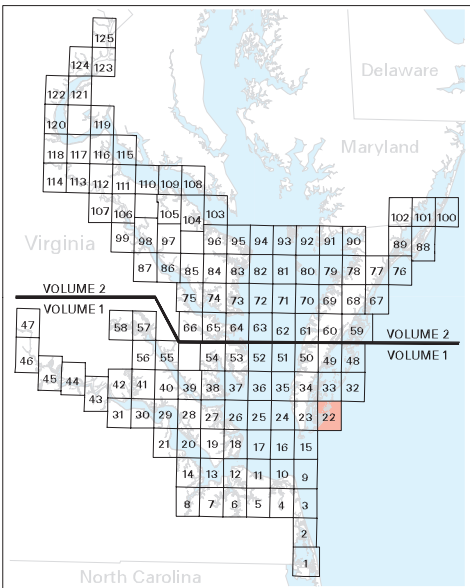 125
124 123
Delaware
122 121
120 119
Maryland
118 117 116 115
114 113 112 111 110 109 108
107 106 105 104 103 102 101 100
Virginia 99 98 97 96 95 94 93 92 91 90 89 88
87 86 85 84 83 82 81 80 79 78 77 76
VOLUME 2 75 74 73 72 71 70 69 68 67
VOLUME 1
47 58 57 66 65 64 63 62 61 60 59 VOLUME 2
46 56 55 54 53 52 51 50 49 48 VOLUME 1
45 44 43 42 41 40 39 38 37 36 35 34 33 32
31 30 29 28 27 26 25 24 23 22
21 20 19 18 17 16 15
14 13 12 11 10 9
8 7 6 5 4 3
2
1
North Carolina